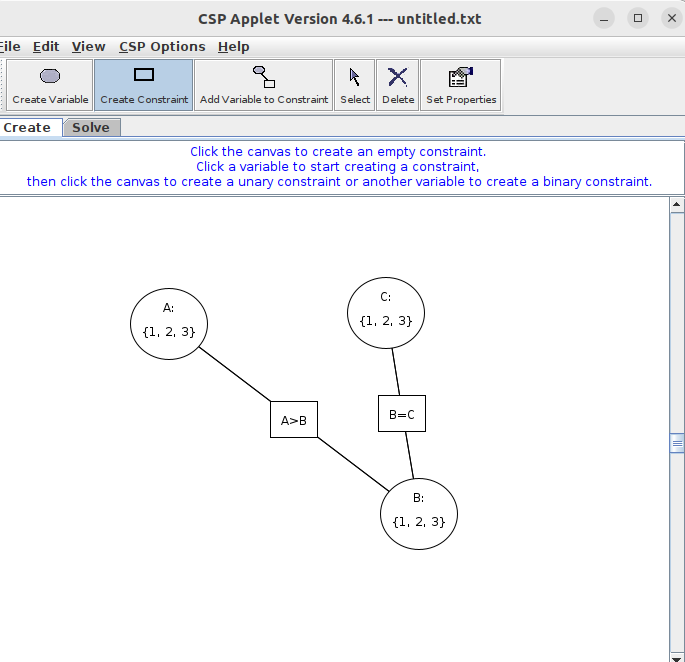 CSP Applet Version 4.6.1 --- untitled.txt
File Edit View CSP Options Help
Create Variable Create Constraint Add Variable to Constraint Select Delete Set Properties
Create Solve
Click the canvas to create an empty constraint.
Click a variable to start creating a constraint,
then click the canvas to create a unary constraint or another variable to create a binary constraint.
A:
{1, 2, 3}
C:
{1, 2, 3}
A>B
B=C
B:
{1, 2, 3}